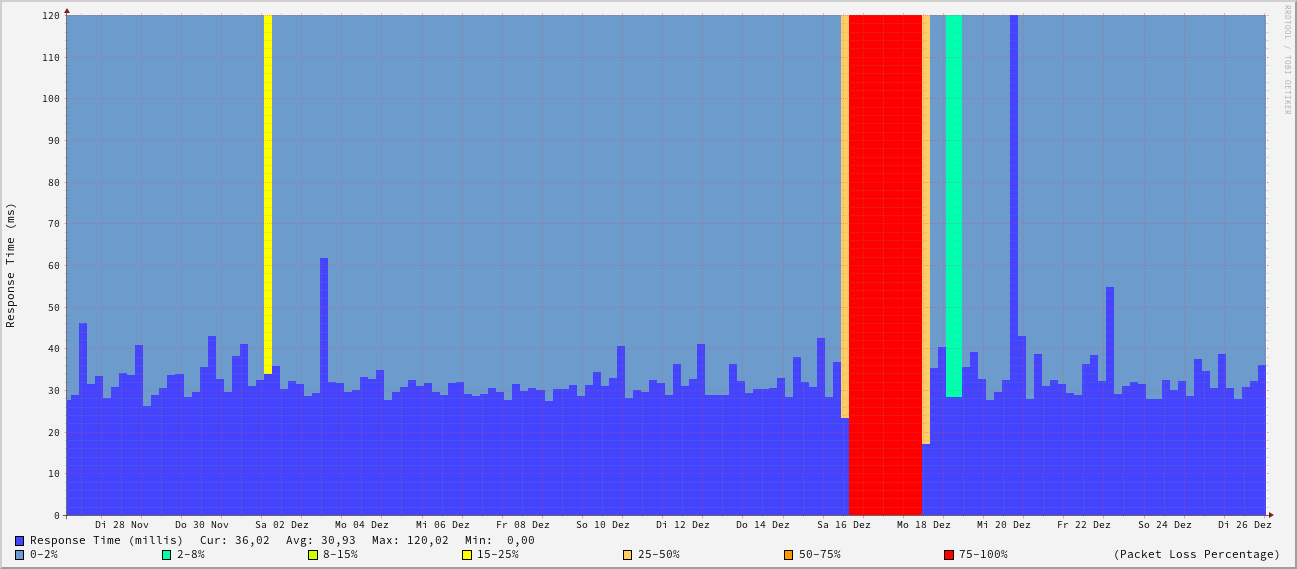 120
110
100
90
80
70
60
50
40
30
20
10
0
Response Time (ms)
RRDTOOL / TOBI OETIKER
Di 28 Nov Do 30 Nov Sa 02 Dez Mo 04 Dez Mi 06 Dez Fr 08 Dez So 10 Dez Di 12 Dez Do 14 Dez Sa 16 Dez Mo 18 Dez Mi 20 Dez Fr 22 Dez So 24 Dez Di 26 Dez
Response Time (millis) Cur: 36,02 Avg: 30,93 Max: 120,02 Min: 0,00
0-2% 2-8% 8-15% 15-25% 25-50% 50-75% 75-100% (Packet Loss Percentage)